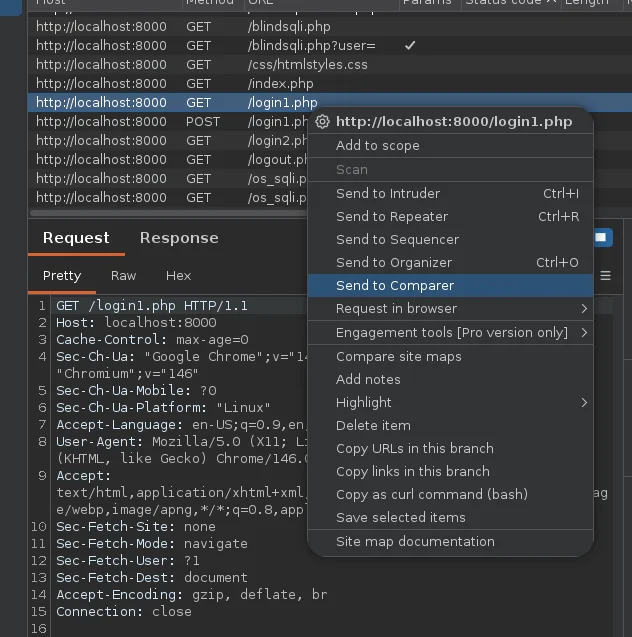 Host Method URL Params Status code Length
http://localhost:8000 GET /blindsqli.php
http://localhost:8000 GET /blindsqli.php?user= ✓
http://localhost:8000 GET /css/htmlstyles.css
http://localhost:8000 GET /index.php
http://localhost:8000 GET /login1.php
http://localhost:8000 POST /login1.ph
http://localhost:8000 GET /login2.p
http://localhost:8000 GET /logout.ph
http://localhost:8000 GET /os_sqli.ph
http://localhost:8000 GET /os_sqli.ph
http://localhost:8000/login1.php
Add to scope
Scan
Send to Intruder Ctrl+I
Send to Repeater Ctrl+R
Send to Sequencer
Send to Organizer Ctrl+O
Send to Comparer
Request in browser
Engagement tools [Pro version only]
Compare site maps
Add notes
Highlight
Delete item
Copy URLs in this branch
Copy links in this branch
Copy as curl command (bash)
Save selected items
Site map documentation
Request Response
Pretty Raw Hex
1 GET /login1.php HTTP/1.1
2 Host: localhost:8000
3 Cache-Control: max-age=0
4 Sec-Ch-Ua: "Google Chrome";v="14
"Chromium";v="146"
5 Sec-Ch-Ua-Mobile: ?0
6 Sec-Ch-Ua-Platform: "Linux"
7 Accept-Language: en-US;q=0.9,en
8 User-Agent: Mozilla/5.0 (X11; Li
(KHTML, like Gecko) Chrome/146.0
9 Accept:
text/html,application/xhtml+xml, ag
e/webp,image/apng,*/*;q=0.8,appl
10 Sec-Fetch-Site: none
11 Sec-Fetch-Mode: navigate
12 Sec-Fetch-User: ?1
13 Sec-Fetch-Dest: document
14 Accept-Encoding: gzip, deflate, br
15 Connection: close
16